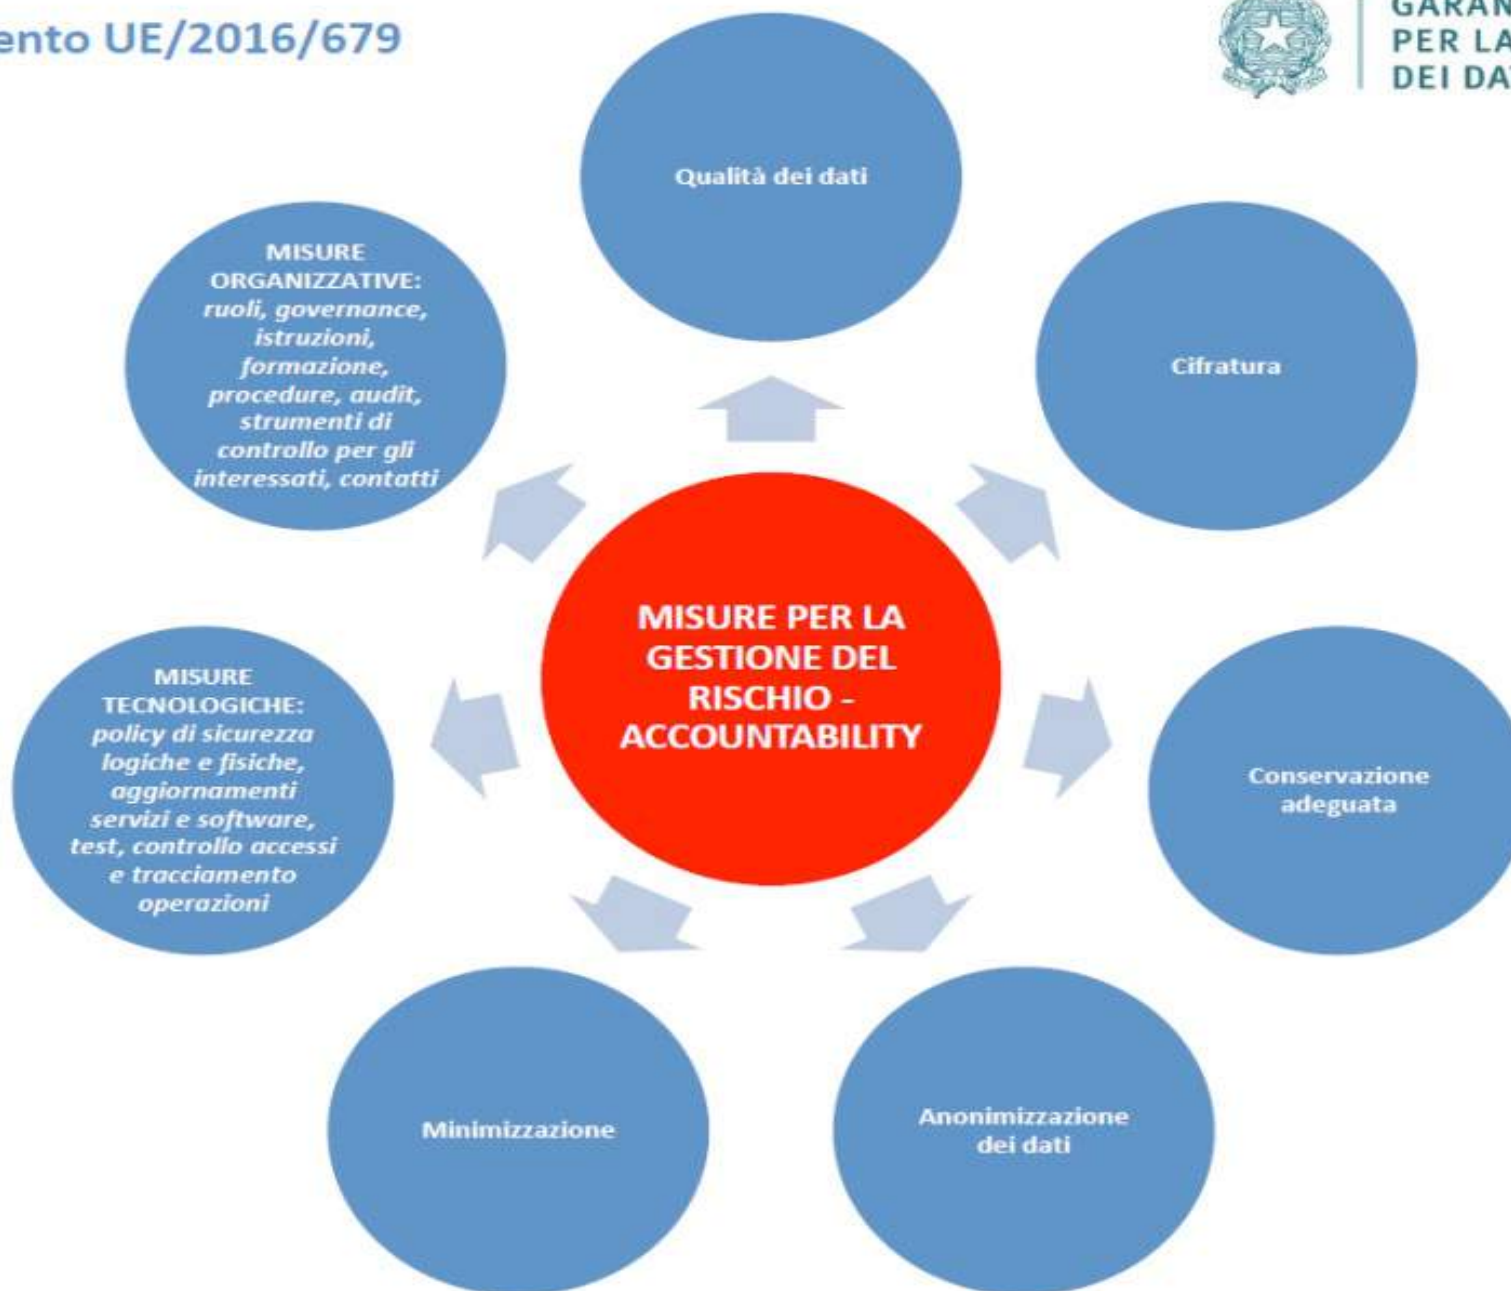 ento UE/2016/679
GARAN
PER LA
DEI DA
Qualità dei dati
Cifratura
Conservazione
adeguata
Anonimizzazione
dei dati
Minimizzazione
MISURE
TECNOLOGICHE:
policy di sicurezza
logiche e fisiche,
aggiornamenti
servizi e software,
test, controllo accessi
e tracciamento
operazioni
MISURE
ORGANIZZATIVE:
ruoli, governance,
istruzioni,
formazione,
procedure, audit,
strumenti di
controllo per gli
interessati, contatti
MISURE PER LA
GESTIONE DEL
RISCHIO -
ACCOUNTABILITY